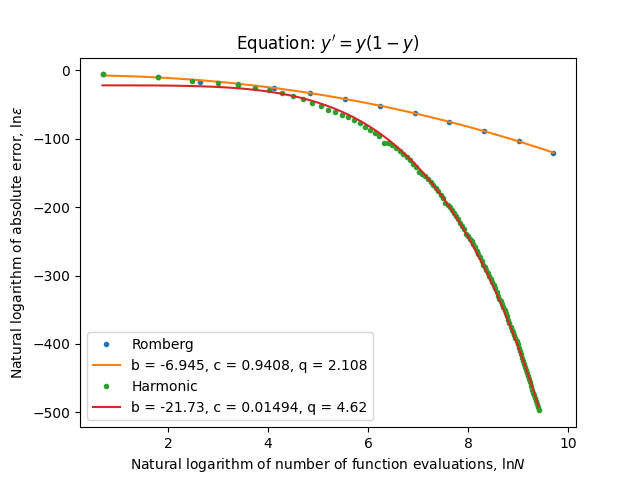 Equation: y′ = y(1 − y)
Natural logarithm of absolute error, lnε
0
−100
−200
−300
−400
−500
Romberg
b = -6.945, c = 0.9408, q = 2.108
Harmonic
b = -21.73, c = 0.01494, q = 4.62
2 4 6 8 10
Natural logarithm of number of function evaluations, lnN